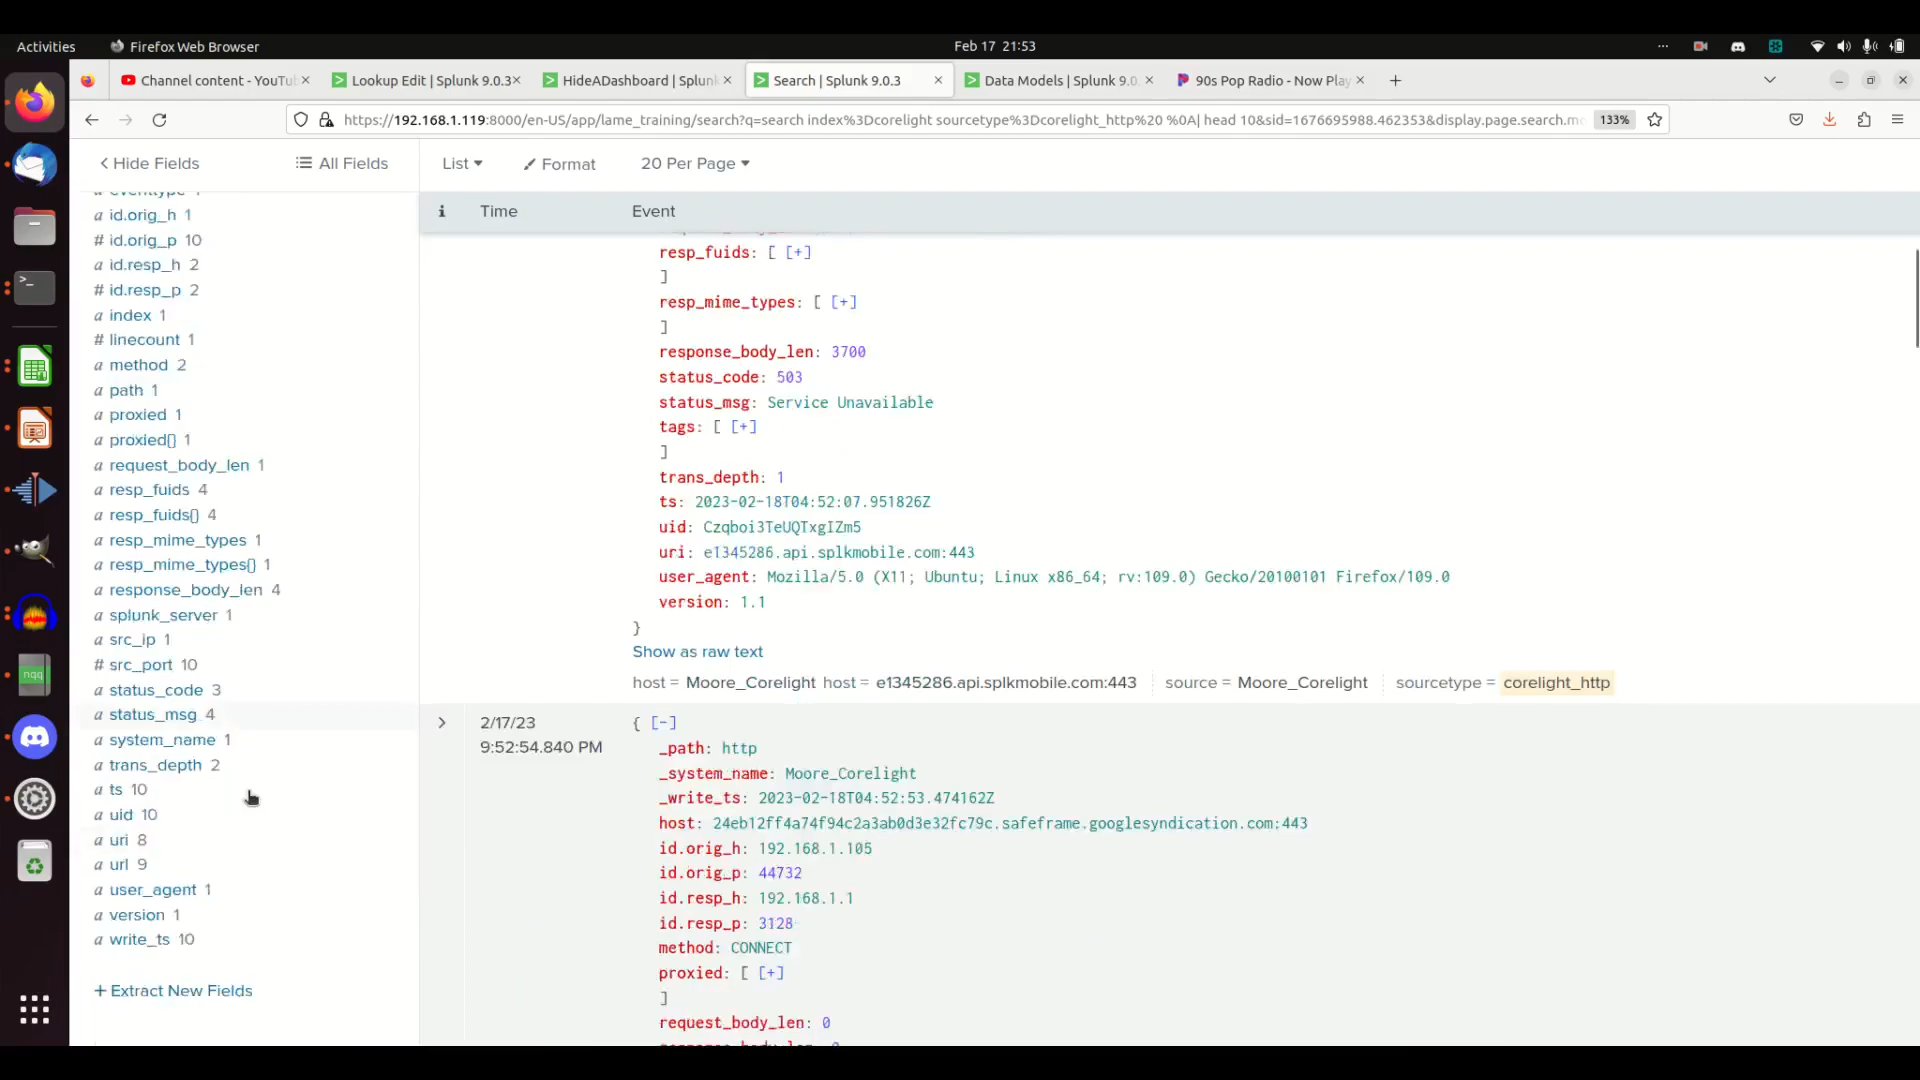 Activities Firefox Web Browser Feb 17 21:53
Channel content - YouTu × Lookup Edit | Splunk 9.0.3 × HideADashboard | Splunk × Search | Splunk 9.0.3 × Data Models | Splunk 9.0. × 90s Pop Radio - Now Play × +
https://192.168.1.119:8000/en-US/app/lame_training/search?q=search index%3Dcorelight sourcetype%3Dcorelight_http%20 %0A| head 10&sid=1676695988.462353&display.page.search.mo 133%
< Hide Fields All Fields List Format 20 Per Page
i Time Event
a eventtype 1
a id.orig_h 1
# id.orig_p 10
a id.resp_h 2
# id.resp_p 2
a index 1
# linecount 1
a method 2
a path 1
a proxied 1
a proxied{} 1
a request_body_len 1
a resp_fuids 4
a resp_fuids{} 4
a resp_mime_types 1
a resp_mime_types{} 1
a response_body_len 4
a splunk_server 1
a src_ip 1
# src_port 10
a status_code 3
a status_msg 4
a system_name 1
a trans_depth 2
a ts 10
a uid 10
a uri 8
a url 9
a user_agent 1
a version 1
a write_ts 10
+ Extract New Fields
resp_fuids: [ [+]
]
resp_mime_types: [ [+]
]
response_body_len: 3700
status_code: 503
status_msg: Service Unavailable
tags: [ [+]
]
trans_depth: 1
ts: 2023-02-18T04:52:07.951826Z
uid: Czqboi3TeUQTxgIZm5
uri: e1345286.api.splkmobile.com:443
user_agent: Mozilla/5.0 (X11; Ubuntu; Linux x86_64; rv:109.0) Gecko/20100101 Firefox/109.0
version: 1.1
}
Show as raw text
host = Moore_Corelight host = e1345286.api.splkmobile.com:443 source = Moore_Corelight sourcetype = corelight_http
> 2/17/23 { [-]
9:52:54.840 PM _path: http
_system_name: Moore_Corelight
_write_ts: 2023-02-18T04:52:53.474162Z
host: 24eb12ff4a74f94c2a3ab0d3e32fc79c.safeframe.googlesyndication.com:443
id.orig_h: 192.168.1.105
id.orig_p: 44732
id.resp_h: 192.168.1.1
id.resp_p: 3128
method: CONNECT
proxied: [ [+]
]
request_body_len: 0
nqq